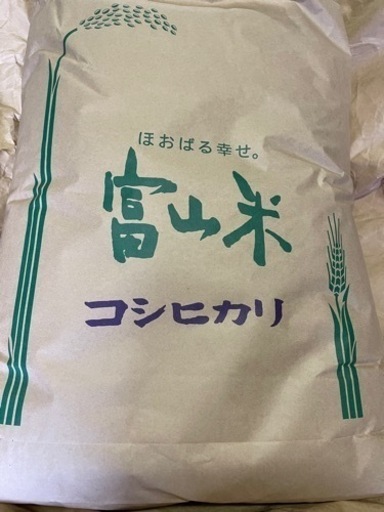 ほおばる幸せ。
富山米
コシヒカリ